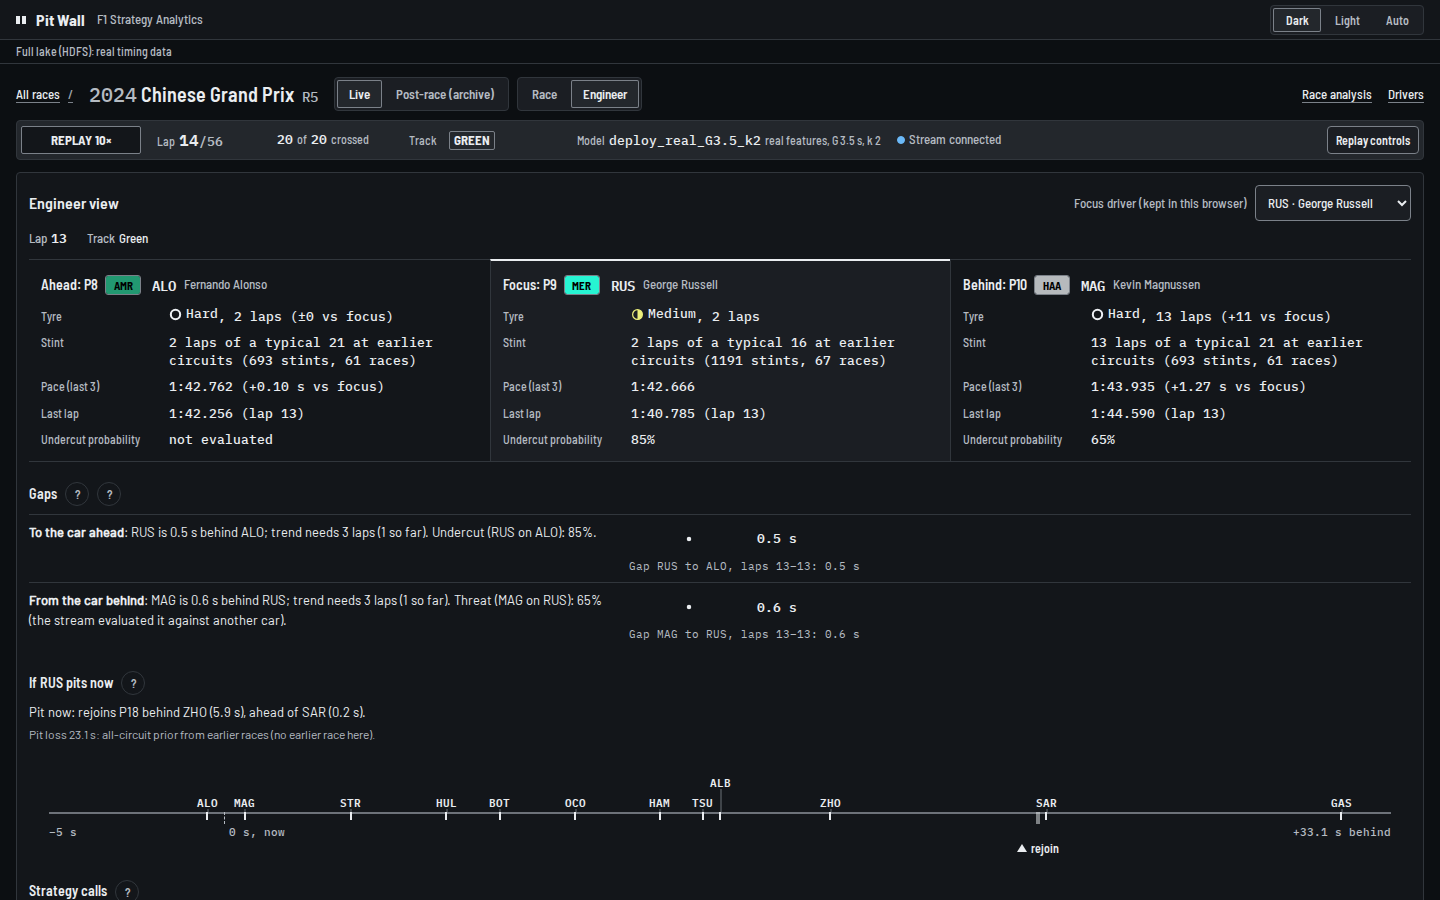 Pit Wall F1 Strategy Analytics Dark Light Auto
Full lake (HDFS): real timing data
All races / 2024 Chinese Grand Prix R5 Live Post-race (archive) Race Engineer Race analysis Drivers
REPLAY 10× Lap 14/56 20 of 20 crossed Track GREEN Model deploy_real_G3.5_k2 real features, G 3.5 s, k 2 Stream connected Replay controls
Engineer view Focus driver (kept in this browser) RUS · George Russell
Lap 13 Track Green
Ahead: P8 AMR ALO Fernando Alonso
Tyre Hard, 2 laps (±0 vs focus)
Stint 2 laps of a typical 21 at earlier
circuits (693 stints, 61 races)
Pace (last 3) 1:42.762 (+0.10 s vs focus)
Last lap 1:42.256 (lap 13)
Undercut probability not evaluated
Focus: P9 MER RUS George Russell
Tyre Medium, 2 laps
Stint 2 laps of a typical 16 at earlier
circuits (1191 stints, 67 races)
Pace (last 3) 1:42.666
Last lap 1:40.785 (lap 13)
Undercut probability 85%
Behind: P10 HAA MAG Kevin Magnussen
Tyre Hard, 13 laps (+11 vs focus)
Stint 13 laps of a typical 21 at earlier
circuits (693 stints, 61 races)
Pace (last 3) 1:43.935 (+1.27 s vs focus)
Last lap 1:44.590 (lap 13)
Undercut probability 65%
Gaps ? ?
To the car ahead: RUS is 0.5 s behind ALO; trend needs 3 laps (1 so far). Undercut (RUS on ALO): 85%.
0.5 s
Gap RUS to ALO, laps 13–13: 0.5 s
From the car behind: MAG is 0.6 s behind RUS; trend needs 3 laps (1 so far). Threat (MAG on RUS): 65%
(the stream evaluated it against another car).
0.6 s
Gap MAG to RUS, laps 13–13: 0.6 s
If RUS pits now ?
Pit now: rejoins P18 behind ZHO (5.9 s), ahead of SAR (0.2 s).
Pit loss 23.1 s: all-circuit prior from earlier races (no earlier race here).
ALB
ALO MAG STR HUL BOT OCO HAM TSU ZHO SAR GAS
−5 s 0 s, now +33.1 s behind
▲ rejoin
Strategy calls ?